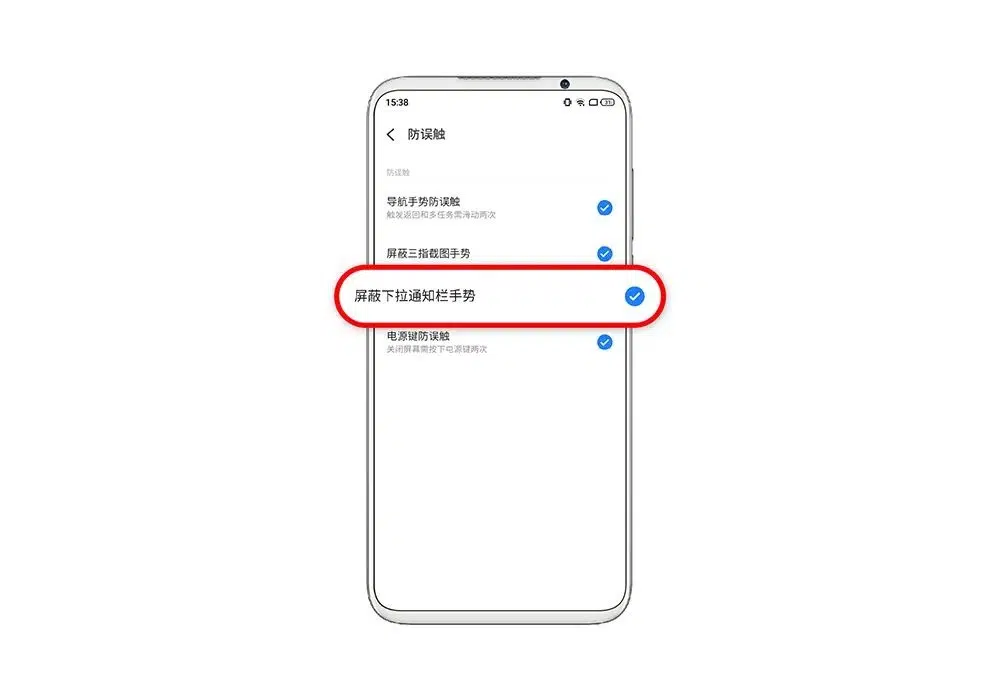 15:38
31
防误触
防误触
导航手势防误触
触发返回和多任务需滑动两次
屏蔽三指截图手势
屏蔽下拉通知栏手势
电源键防误触
关闭屏幕需按下电源键两次